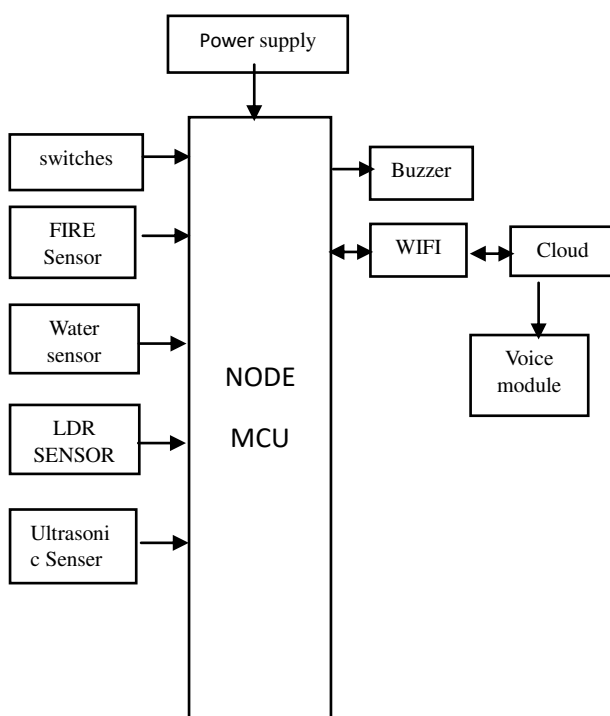 Power supply
switches
Buzzer
FIRE
Sensor
WIFI
Cloud
Water
sensor
Voice
module
NODE
MCU
LDR
SENSOR
Ultrasoni
c Senser